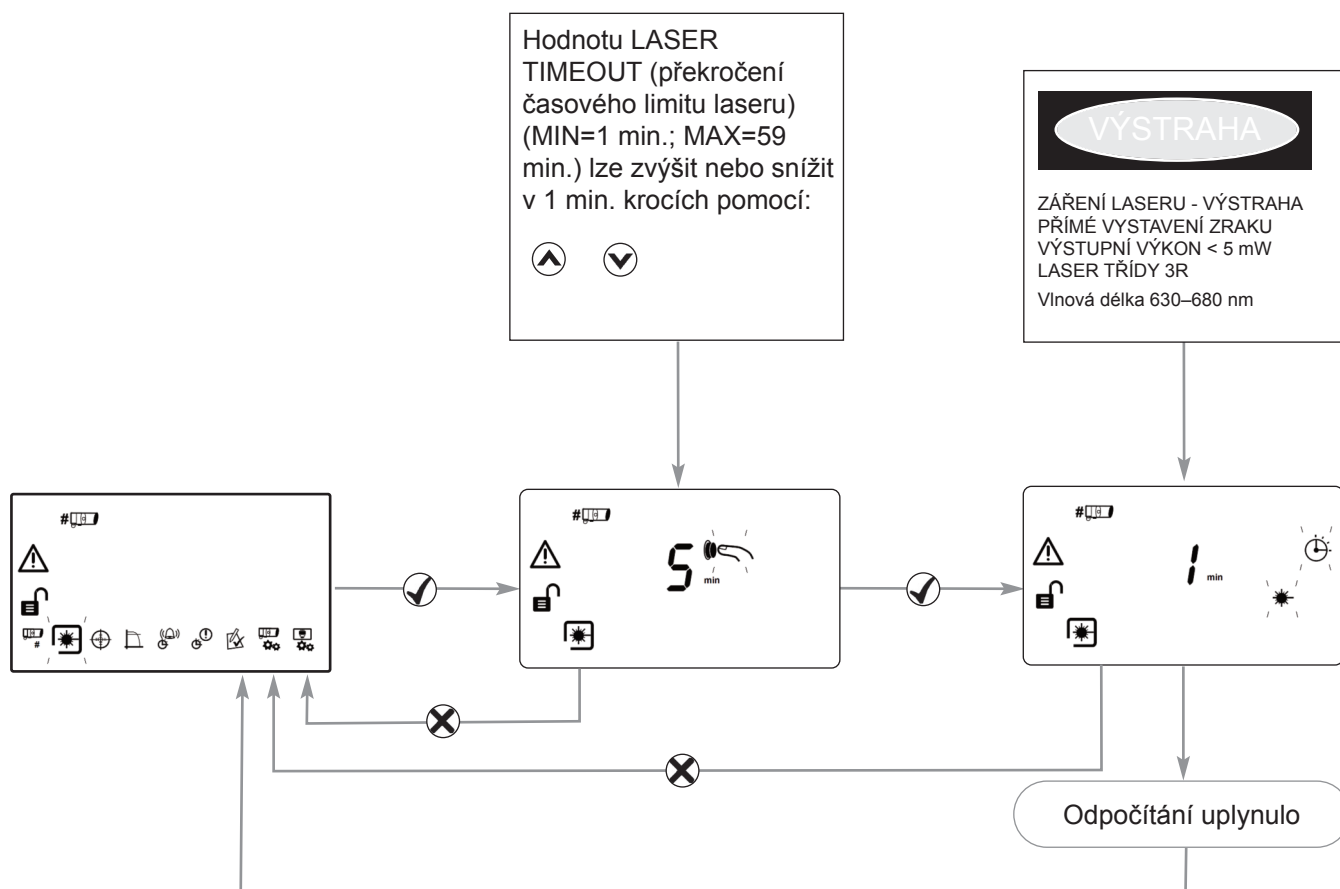 Hodnotu LASER
TIMEOUT (překročení
časového limitu laseru)
(MIN=1 min.; MAX=59
min.) lze zvýšit nebo snížit
v 1 min. krocích pomocí:
VÝSTRAHA
ZÁŘENÍ LASERU - VÝSTRAHA
PŘÍMÉ VYSTAVENÍ ZRAKU
VÝSTUPNÍ VÝKON < 5 mW
LASER TŘÍDY 3R
Vlnová délka 630–680 nm
#
#
#
5 min
1 min
#
Odpočítání uplynulo